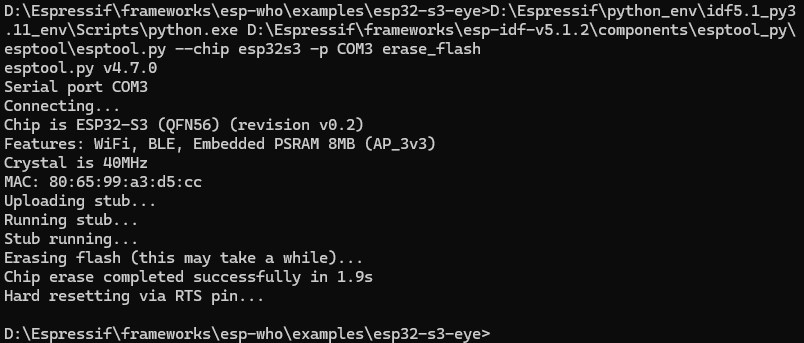 D:\Espressif\frameworks\esp-who\examples\esp32-s3-eye>D:\Espressif\python_env\idf5.1_py3
.11_env\Scripts\python.exe D:\Espressif\frameworks\esp-idf-v5.1.2\components\esptool_py\
esptool\esptool.py --chip esp32s3 -p COM3 erase_flash
esptool.py v4.7.0
Serial port COM3
Connecting...
Chip is ESP32-S3 (QFN56) (revision v0.2)
Features: WiFi, BLE, Embedded PSRAM 8MB (AP_3v3)
Crystal is 40MHz
MAC: 80:65:99:a3:d5:cc
Uploading stub...
Running stub...
Stub running...
Erasing flash (this may take a while)...
Chip erase completed successfully in 1.9s
Hard resetting via RTS pin...
D:\Espressif\frameworks\esp-who\examples\esp32-s3-eye>